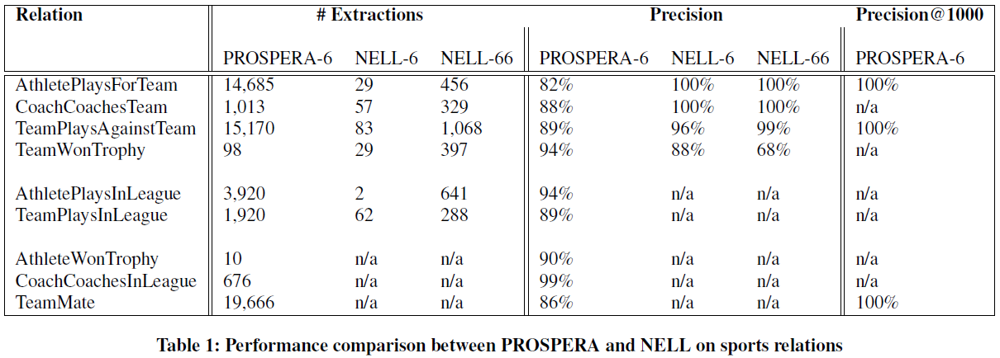 Relation # Extractions Precision Precision@1000
PROSPERA-6 NELL-6 NELL-66 PROSPERA-6 NELL-6 NELL-66 PROSPERA-6
AthletePlaysForTeam 14,685 29 456 82% 100% 100% 100%
CoachCoachesTeam 1,013 57 329 88% 100% 100% n/a
TeamPlaysAgainstTeam 15,170 83 1,068 89% 96% 99% 100%
TeamWonTrophy 98 29 397 94% 88% 68% n/a
AthletePlaysInLeague 3,920 2 641 94% n/a n/a n/a
TeamPlaysInLeague 1,920 62 288 89% n/a n/a n/a
AthleteWonTrophy 10 n/a n/a 90% n/a n/a n/a
CoachCoachesInLeague 676 n/a n/a 99% n/a n/a n/a
TeamMate 19,666 n/a n/a 86% n/a n/a 100%
Table 1: Performance comparison between PROSPERA and NELL on sports relations